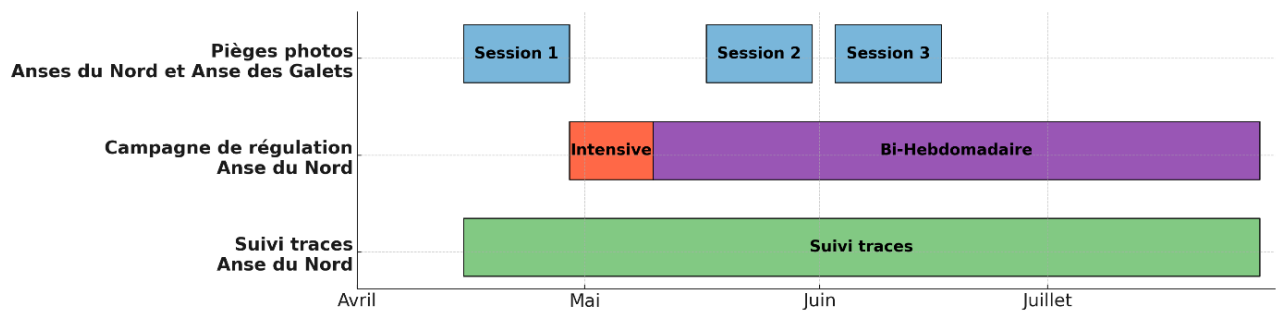 Pièges photos
Anses du Nord et Anse des Galets
Session 1
Session 2
Session 3
Campagne de régulation
Anse du Nord
Intensive
Bi-Hebdomadaire
Suivi traces
Anse du Nord
Suivi traces
Avril
Mai
Juin
Juillet